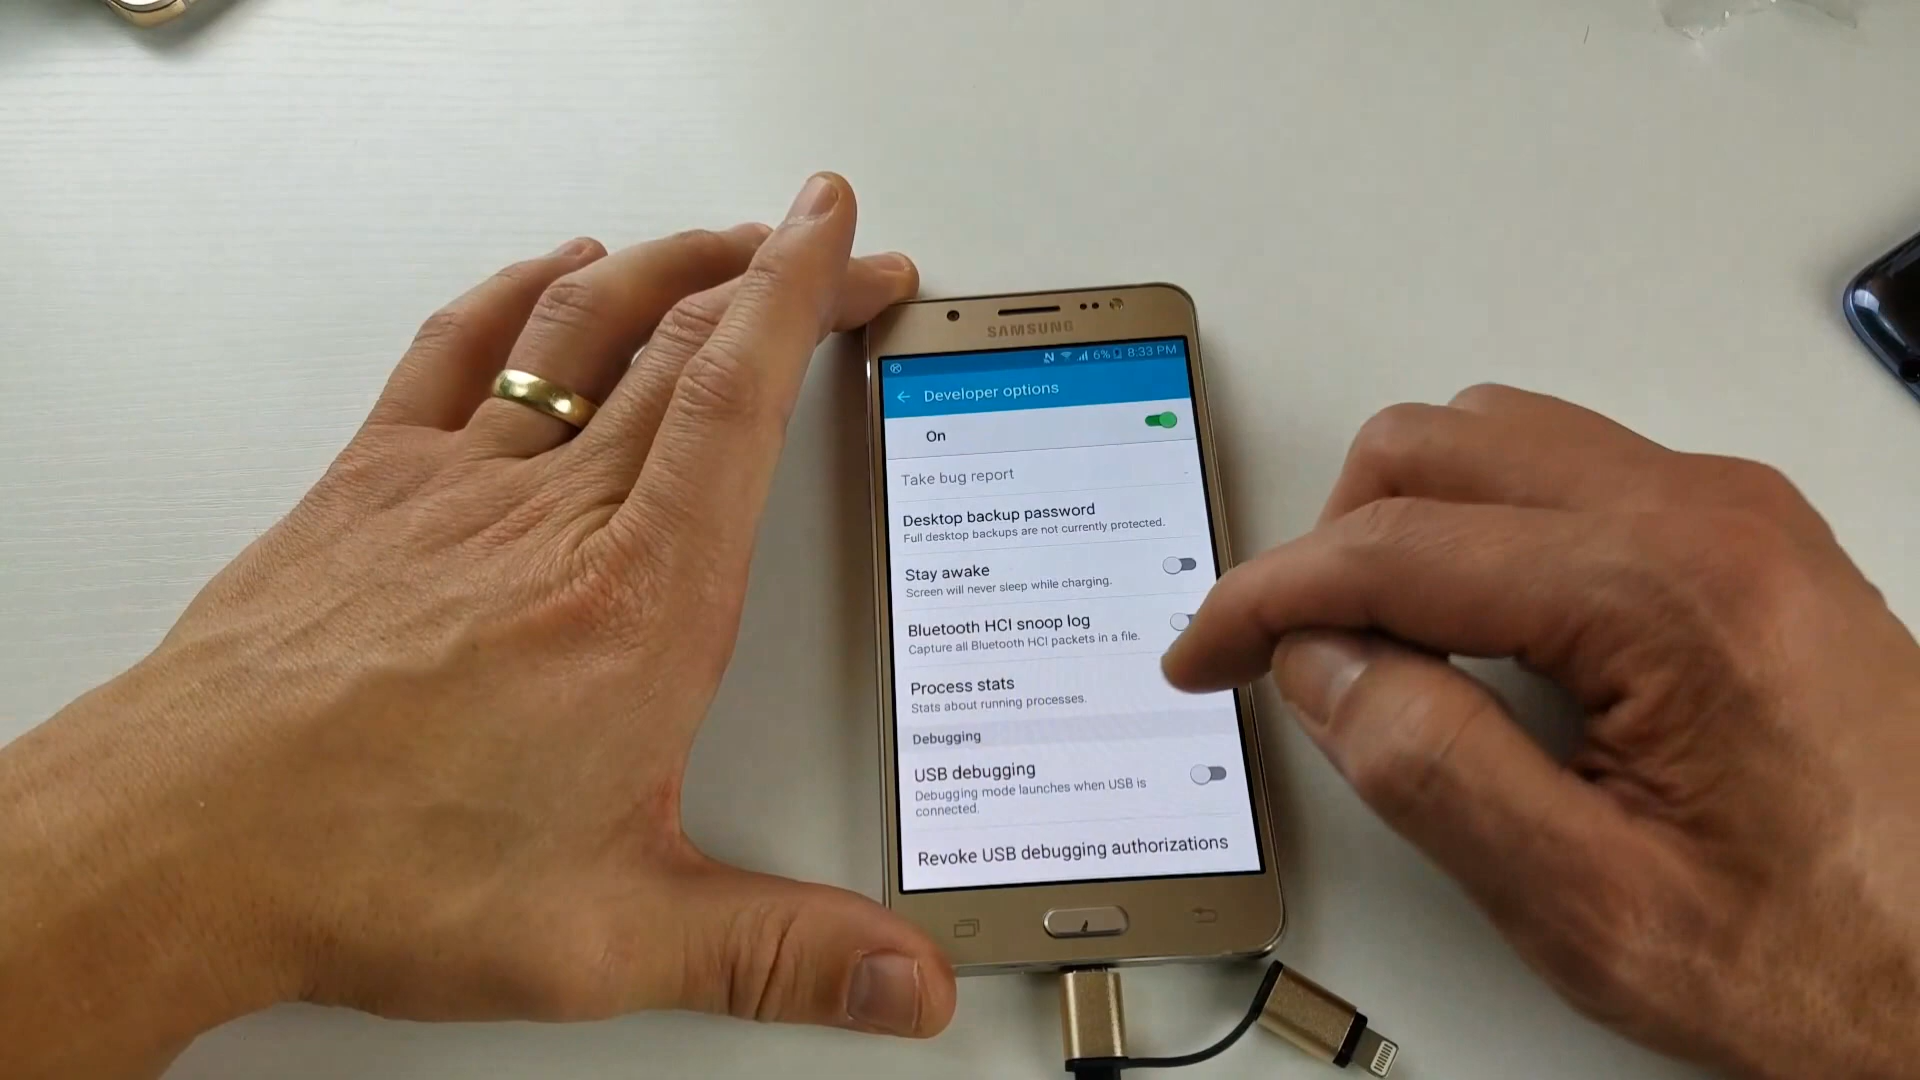 SAMSUNG
6% 8:33 PM
Developer options
On
Take bug report
Desktop backup password
Full desktop backups are not currently protected.
Stay awake
Screen will never sleep while charging.
Bluetooth HCI snoop log
Capture all Bluetooth HCI packets in a file.
Process stats
Stats about running processes.
Debugging
USB debugging
Debugging mode launches when USB is
connected.
Revoke USB debugging authorizations